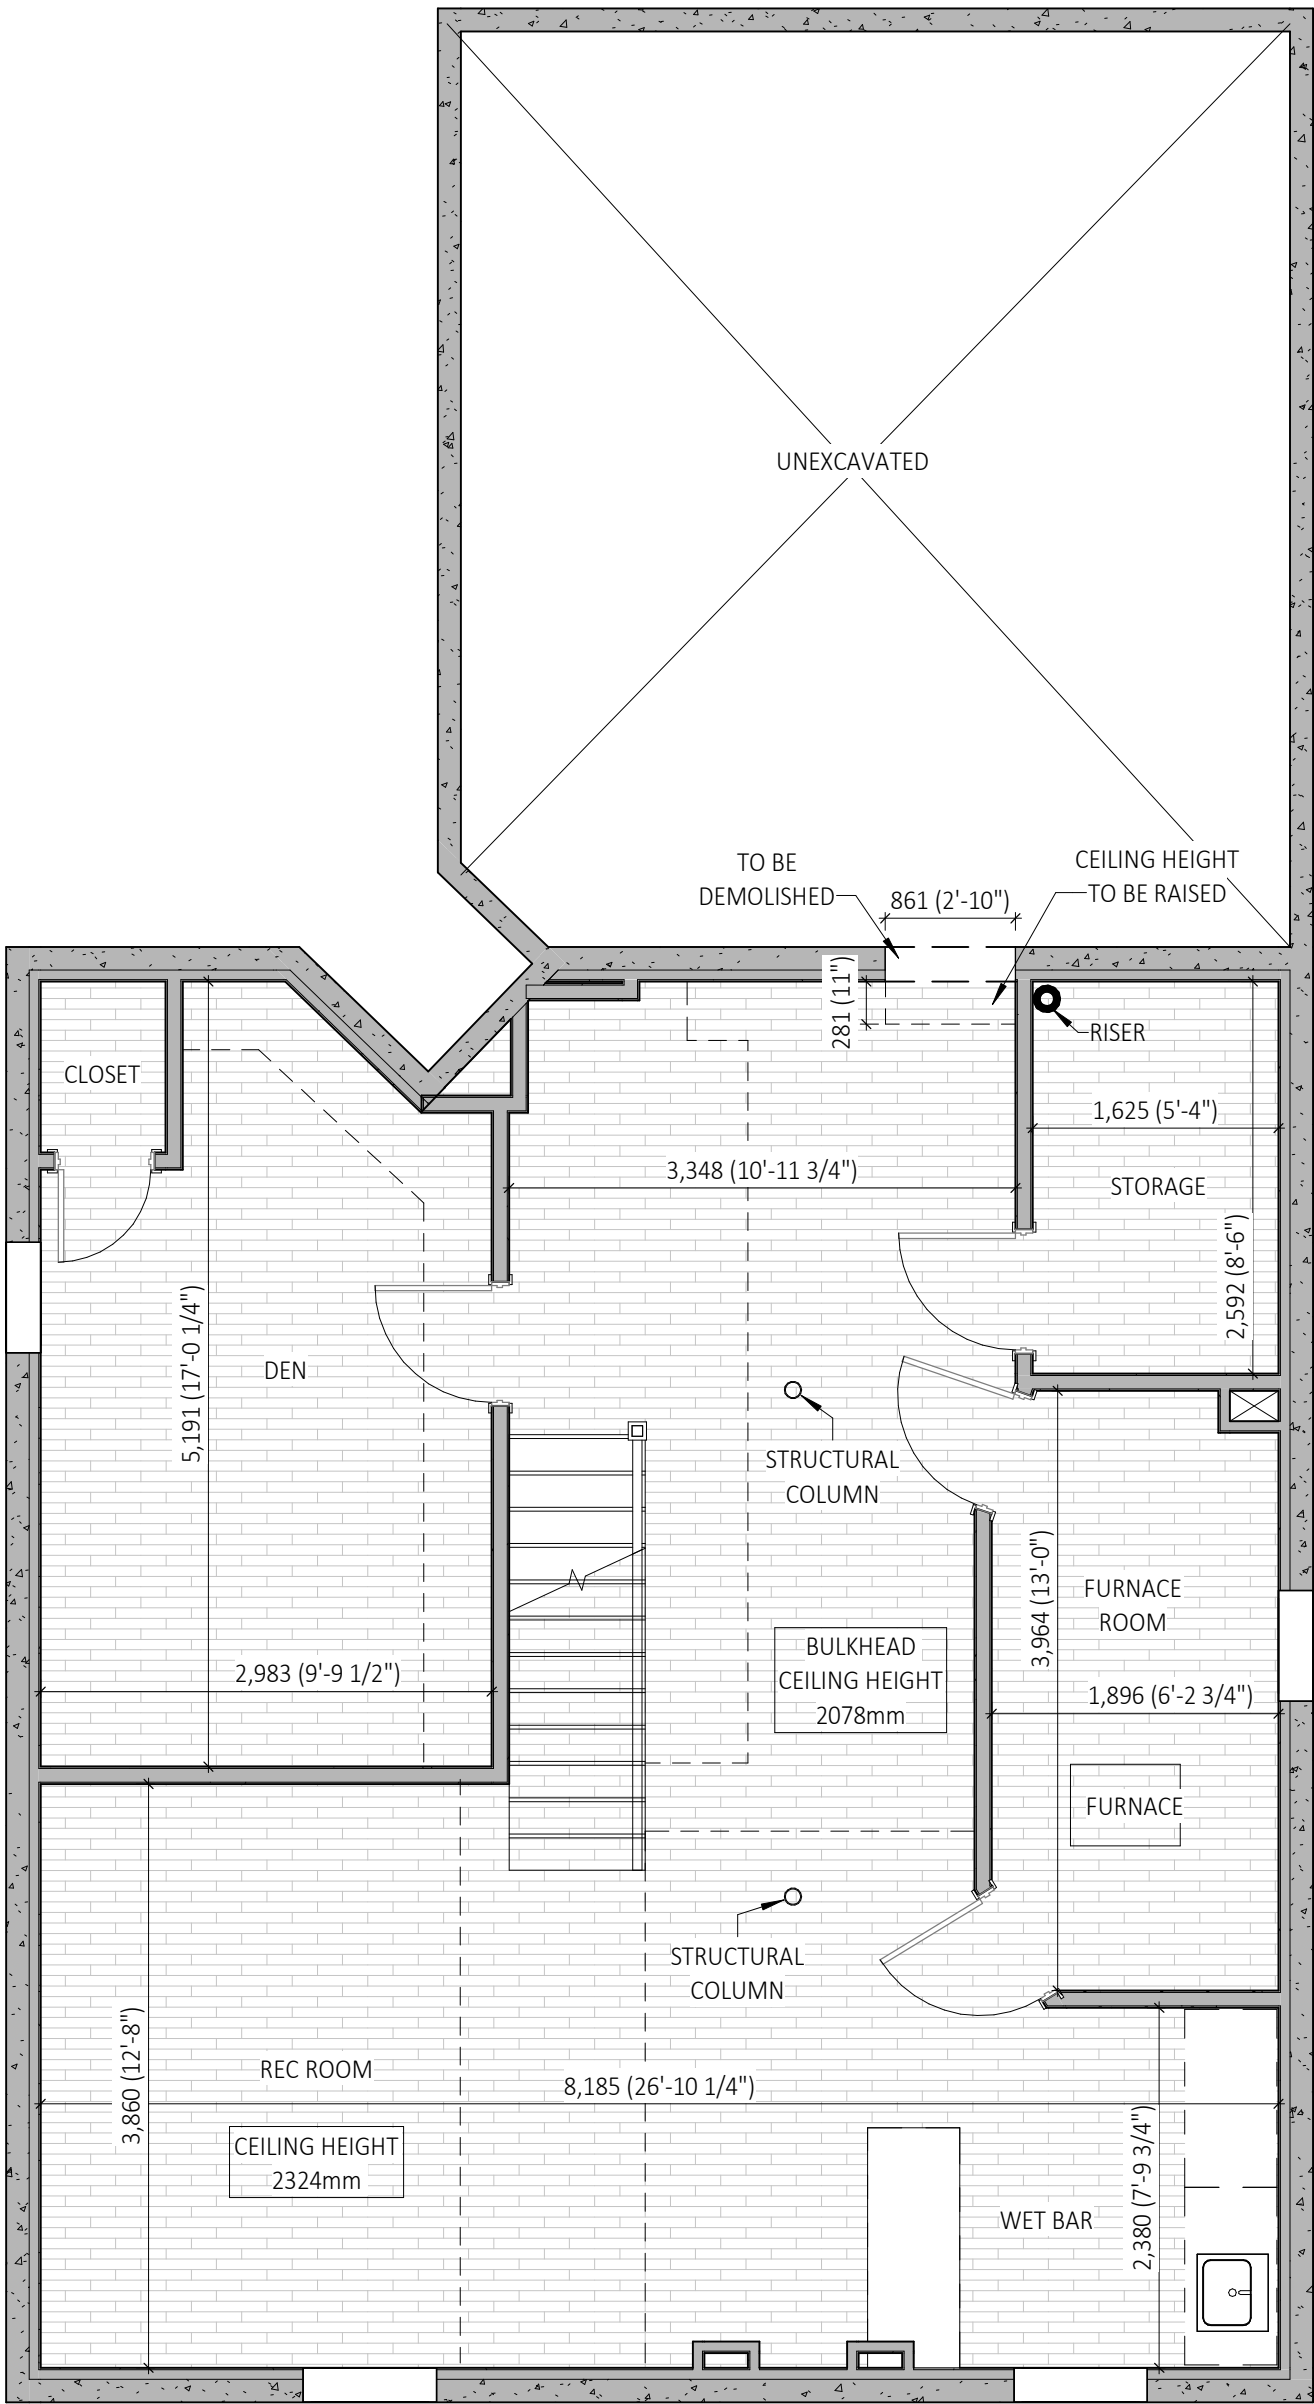 UNEXCAVATED
TO BE
DEMOLISHED
861 (2'-10")
CEILING HEIGHT
TO BE RAISED
281 (11")
RISER
CLOSET
1,625 (5'-4")
3,348 (10'-11 3/4")
STORAGE
2,592 (8'-6")
5,191 (17'-0 1/4")
DEN
STRUCTURAL
COLUMN
3,964 (13'-0")
FURNACE
ROOM
BULKHEAD
CEILING HEIGHT
2078mm
2,983 (9'-9 1/2")
1,896 (6'-2 3/4")
FURNACE
STRUCTURAL
COLUMN
3,860 (12'-8")
REC ROOM
8,185 (26'-10 1/4")
CEILING HEIGHT
2324mm
WET BAR
2,380 (7'-9 3/4")